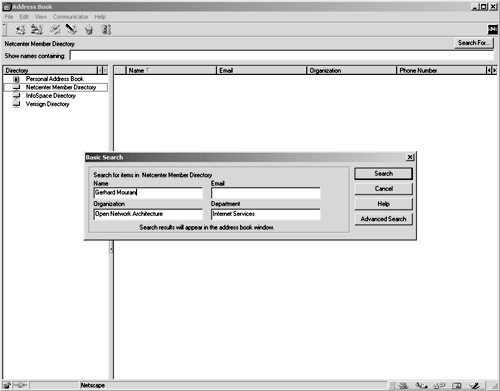 Address Book
File Edit View Communicator Help
Netcenter Member Directory
Search For...
Show names containing:
Directory
Name Email Organization Phone Number
Personal Address Book
Netcenter Member Directory
InfoSpace Directory
Verisign Directory
Basic Search
Search for items in Netcenter Member Directory
Name Email
Gerhard Mourani
Organization Department
Open Network Architecture Internet Services
Search results will appear in the address book window.
Search
Cancel
Help
Advanced Search
Netscape